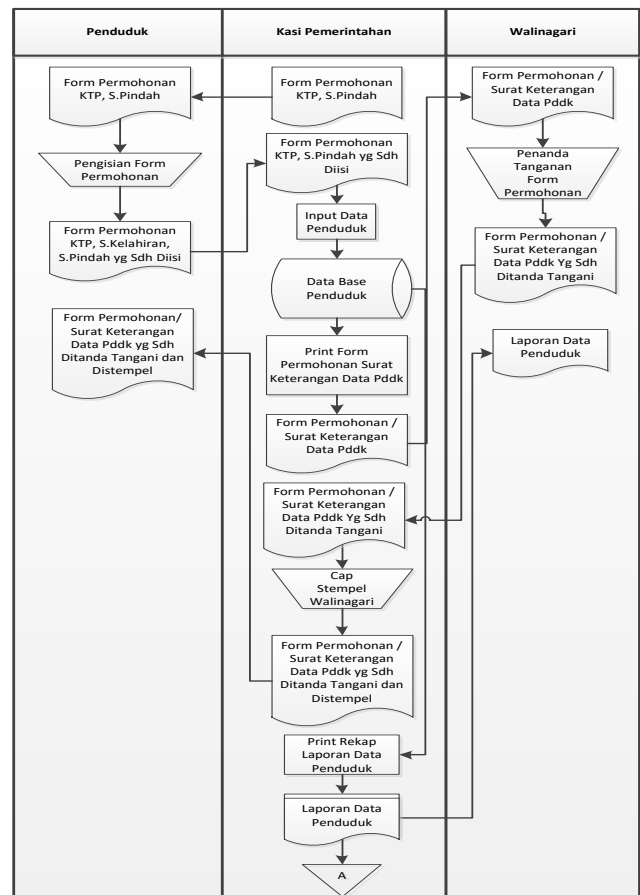 Penduduk
Kasi Pemerintahan
Walinagari
Form Permohonan
KTP, S.Pindah
Pengisian Form
Permohonan
Form Permohonan
KTP, S.Kelahiran,
S.Pindah yg Sdh Diisi
Form Permohonan/
Surat Keterangan
Data Pddk yg Sdh
Ditanda Tangani dan
Distempel
Form Permohonan
KTP, S.Pindah
Form Permohonan
KTP, S.Pindah yg Sdh
Diisi
Input Data
Penduduk
Data Base
Penduduk
Print Form
Permohonan Surat
Keterangan Data Pddk
Form Permohonan /
Surat Keterangan
Data Pddk
Form Permohonan /
Surat Keterangan
Data Pddk Yg Sdh
Ditanda Tangani
Cap
Stempel
Walinagari
Form Permohonan /
Surat Keterangan
Data Pddk yg Sdh
Ditanda Tangani dan
Distempel
Print Rekap
Laporan Data
Penduduk
Laporan Data
Penduduk
A
Form Permohonan /
Surat Keterangan
Data Pddk
Penanda
Tanganan
Form
Permohonan
Form Permohonan /
Surat Keterangan
Data Pddk Yg Sdh
Ditanda Tangani
Laporan Data
Penduduk